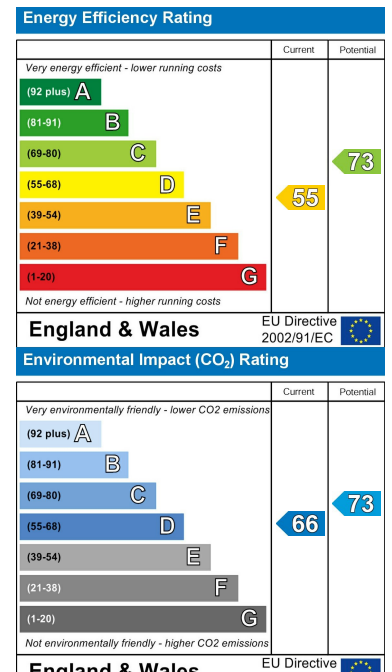 Energy Efficiency Rating
Current Potential
Very energy efficient - lower running costs
(92 plus) A
(81-91) B
(69-80) C
73
(55-68) D
55
(39-54) E
(21-38) F
(1-20) G
Not energy efficient - higher running costs
England & Wales
EU Directive
2002/91/EC
Environmental Impact (CO₂) Rating
Current Potential
Very environmentally friendly - lower CO2 emissions
(92 plus) A
(81-91) B
(69-80) C
73
(55-68) D
66
(39-54) E
(21-38) F
(1-20) G
Not environmentally friendly - higher CO2 emissions
England & Wales
EU Directive